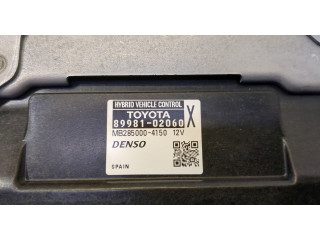 HYBRID VEHICLE CONTROL
TOYOTA
89981-02060 X
MB285000-4150 12V
DENSO
SPAIN